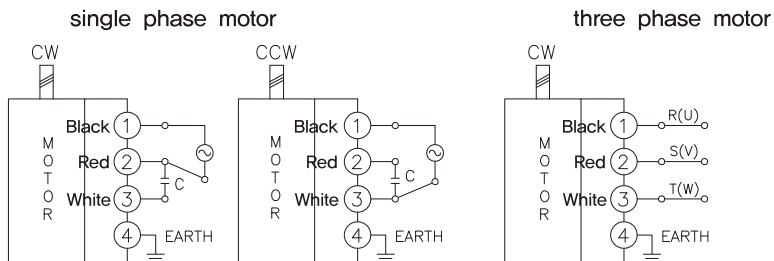 single phase motor
three phase motor
CW
CCW
CW
Black 1
Red 2
White 3
4 EARTH
C
MOTOR
Black 1
Red 2
White 3
4 EARTH
C
MOTOR
Black 1 R(U)
Red 2 S(V)
White 3 T(W)
4 EARTH
MOTOR